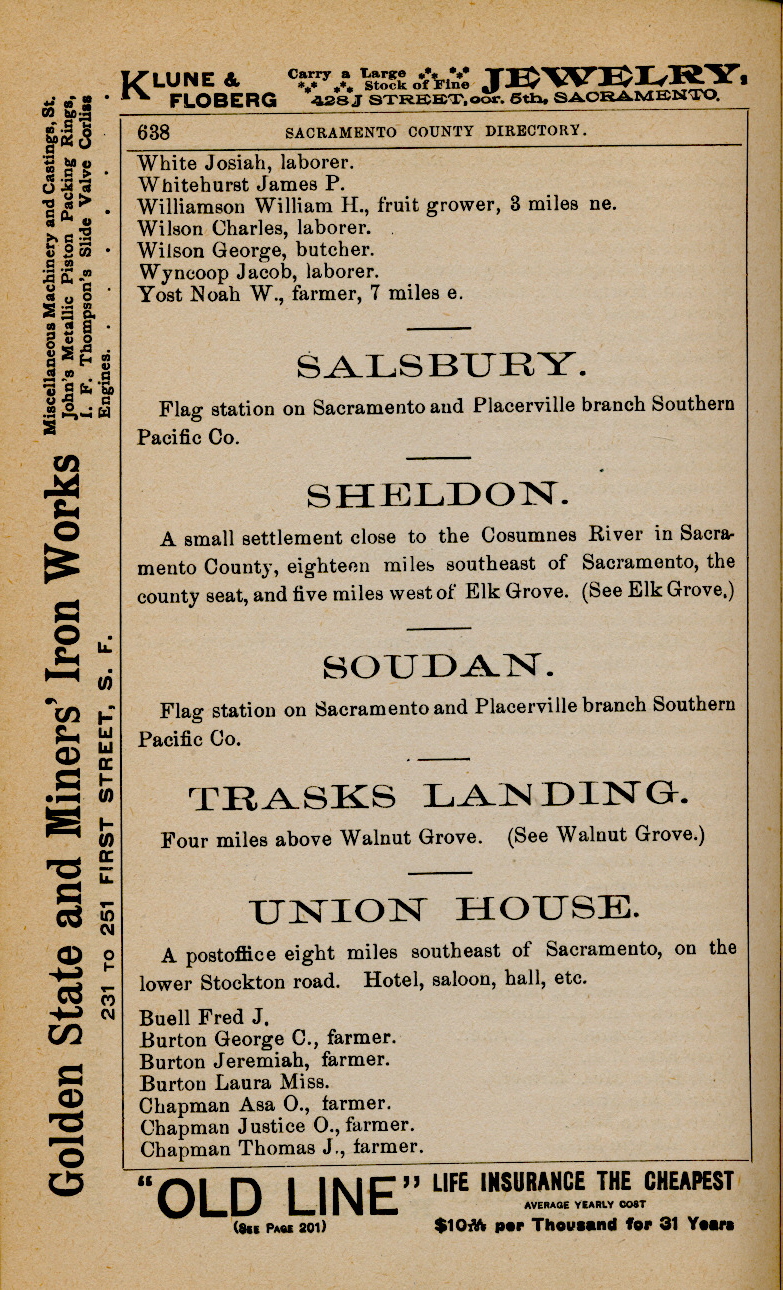 KLUNE &
FLOBERG
Carry a Large
Stock of Fine
JEWELRY,
428 J STREET, cor. 5th, SACRAMENTO.
638 SACRAMENTO COUNTY DIRECTORY.
White Josiah, laborer.
Whitehurst James P.
Williamson William H., fruit grower, 3 miles ne.
Wilson Charles, laborer.
Wilson George, butcher.
Wyncoop Jacob, laborer.
Yost Noah W., farmer, 7 miles e.
SALSBURY.
Flag station on Sacramento and Placerville branch Southern
Pacific Co.
SHELDON.
A small settlement close to the Cosumnes River in Sacra-
mento County, eighteen miles southeast of Sacramento, the
county seat, and five miles west of Elk Grove. (See Elk Grove.)
SOUDAN.
Flag station on Sacramento and Placerville branch Southern
Pacific Co.
TRASKS LANDING.
Four miles above Walnut Grove. (See Walnut Grove.)
UNION HOUSE.
A postoffice eight miles southeast of Sacramento, on the
lower Stockton road. Hotel, saloon, hall, etc.
Buell Fred J.
Burton George C., farmer.
Burton Jeremiah, farmer.
Burton Laura Miss.
Chapman Asa O., farmer.
Chapman Justice O., farmer.
Chapman Thomas J., farmer.
"OLD LINE"
(SEE PAGE 201)
LIFE INSURANCE THE CHEAPEST
AVERAGE YEARLY COST
per Thousand for 31 Years
Golden State and Miners' Iron Works
231 TO 251 FIRST STREET, S. F.
Miscellaneous Machinery and Castings, St.
John's Metallic Piston Packing Rings,
I. F. Thompson's Slide Valve Corliss
Engines. . . . . . .